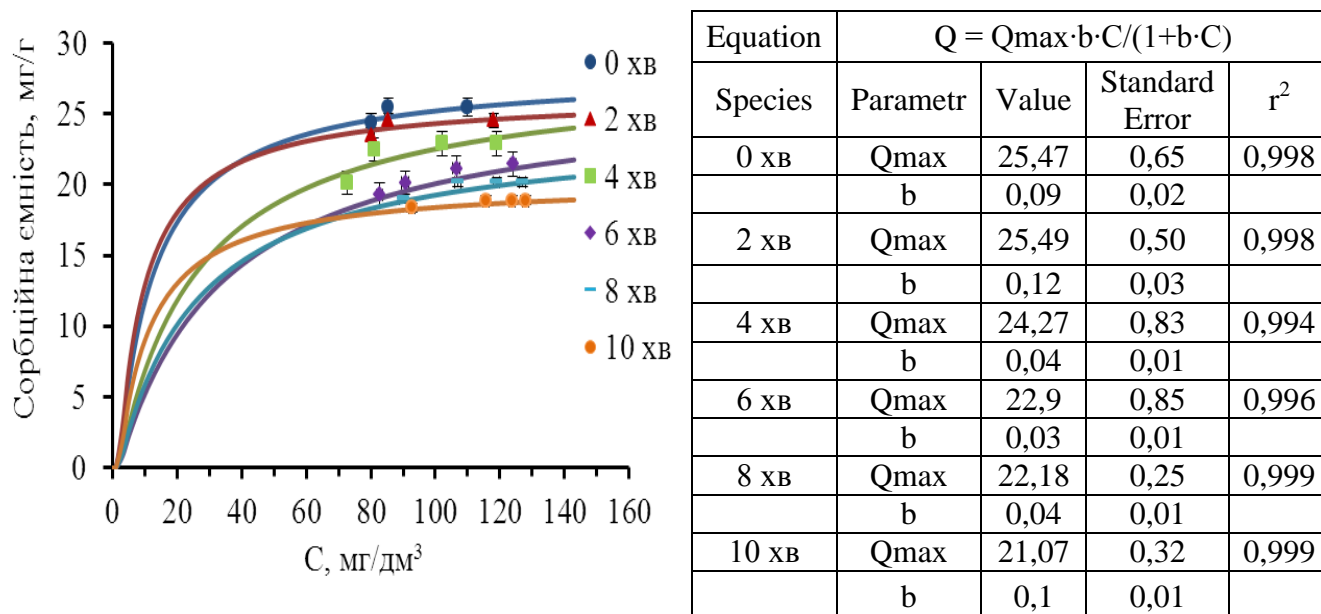 Сорбційна ємність, мг/г
30
25
20
15
10
5
0
0 20 40 60 80 100 120 140 160
С, мг/дм³
0 хв
2 хв
4 хв
6 хв
8 хв
10 хв
Equation Q = Qmax·b·C/(1+b·C)
Species Parametr Value Standard Error r²
0 хв Qmax 25,47 0,65 0,998
b 0,09 0,02
2 хв Qmax 25,49 0,50 0,998
b 0,12 0,03
4 хв Qmax 24,27 0,83 0,994
b 0,04 0,01
6 хв Qmax 22,9 0,85 0,996
b 0,03 0,01
8 хв Qmax 22,18 0,25 0,999
b 0,04 0,01
10 хв Qmax 21,07 0,32 0,999
b 0,1 0,01